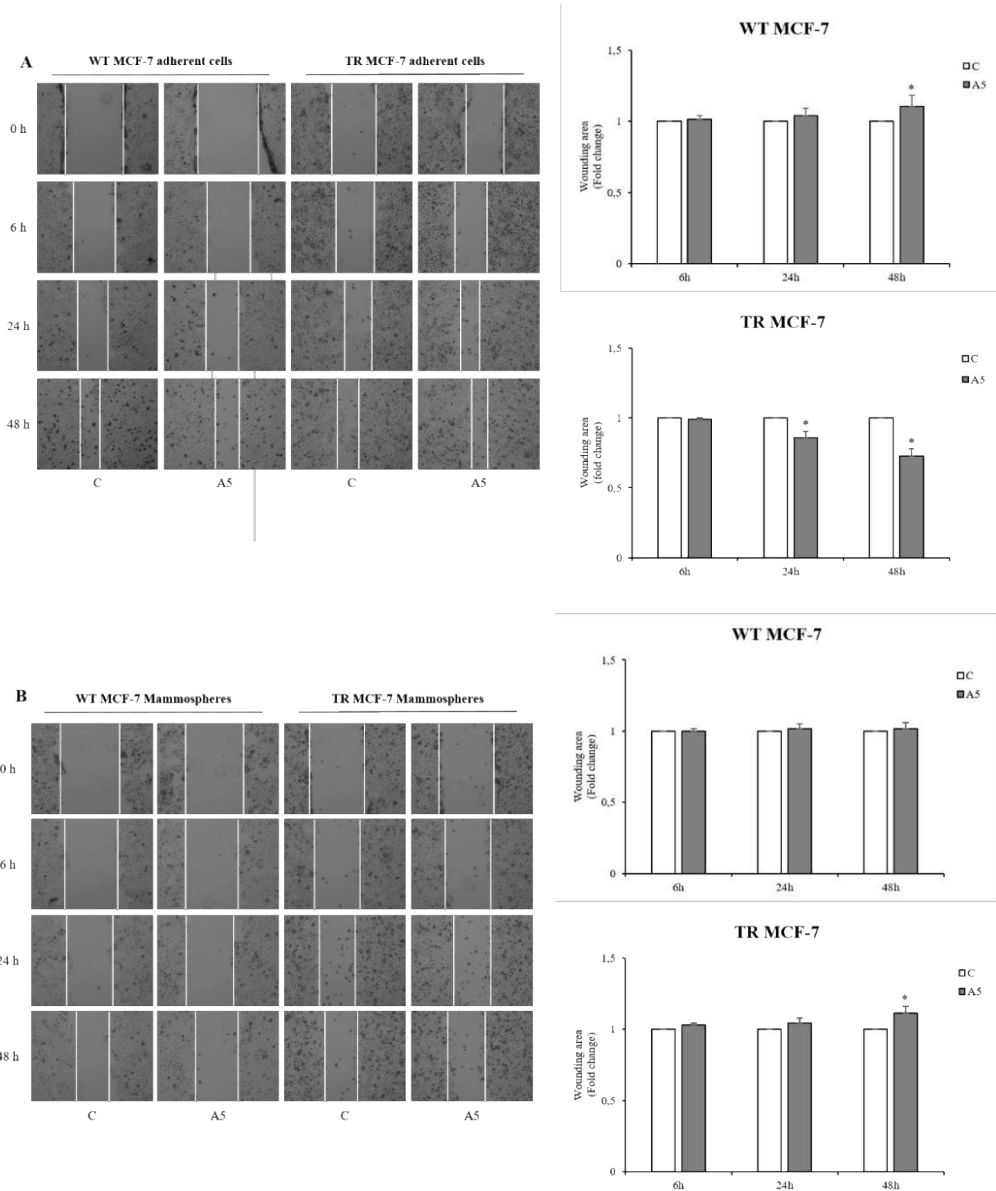 A
WT MCF-7 adherent cells
TR MCF-7 adherent cells
0 h
6 h
24 h
48 h
C
A5
C
A5
WT MCF-7
1,5
1
0,5
0
Wounding area
(Fold change)
6h
24h
48h
*
C
A5
TR MCF-7
1,5
1
0,5
0
Wounding area
(fold change)
6h
24h
48h
*
*
C
A5
B
WT MCF-7 Mammospheres
TR MCF-7 Mammospheres
0 h
6 h
24 h
48 h
C
A5
C
A5
WT MCF-7
1,5
1
0,5
0
Wounding area
(Fold change)
6h
24h
48h
C
A5
TR MCF-7
1,5
1
0,5
0
Wounding area
(Fold change)
6h
24h
48h
*
C
A5